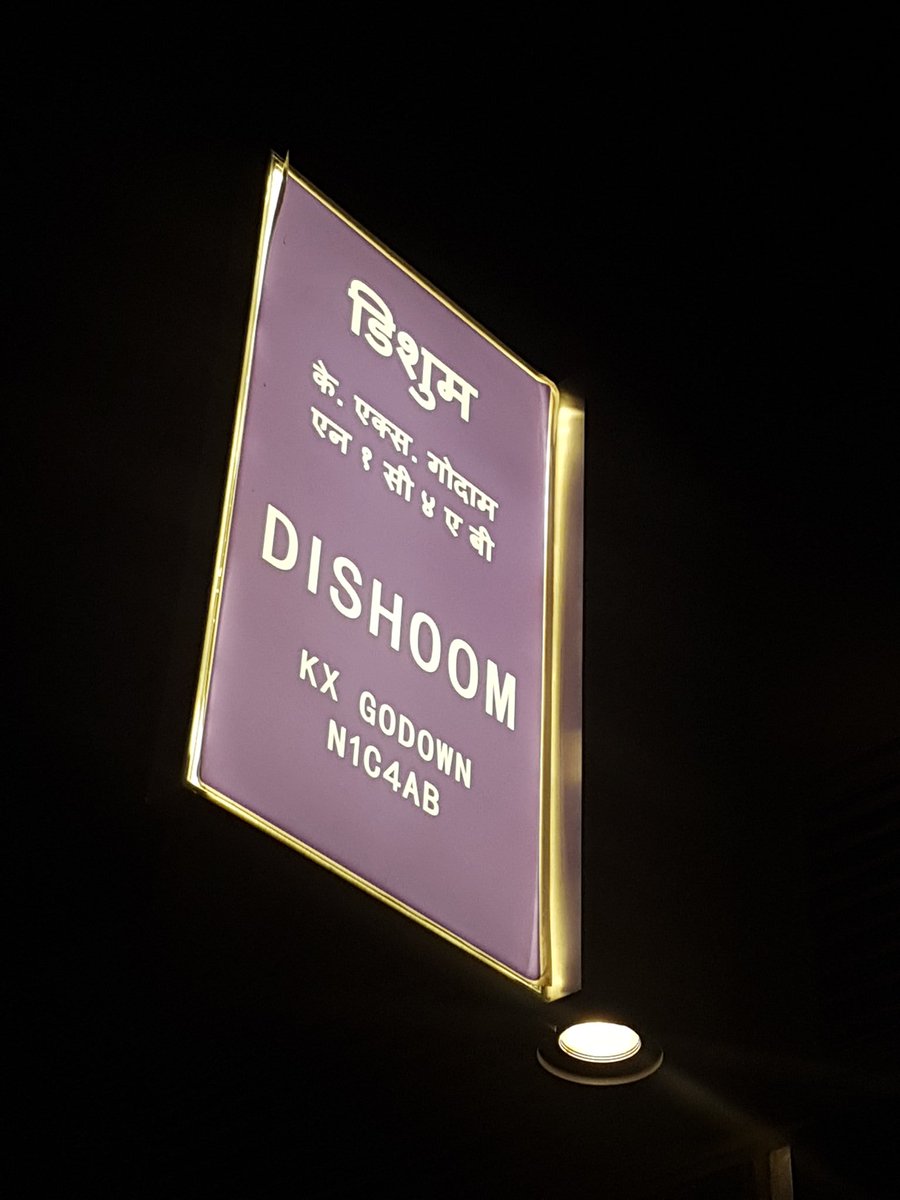 डिशुम
के. एक्स. गोदाम
एन १ सी ४ ए बी
DISHOOM
KX GODOWN
N1C4AB